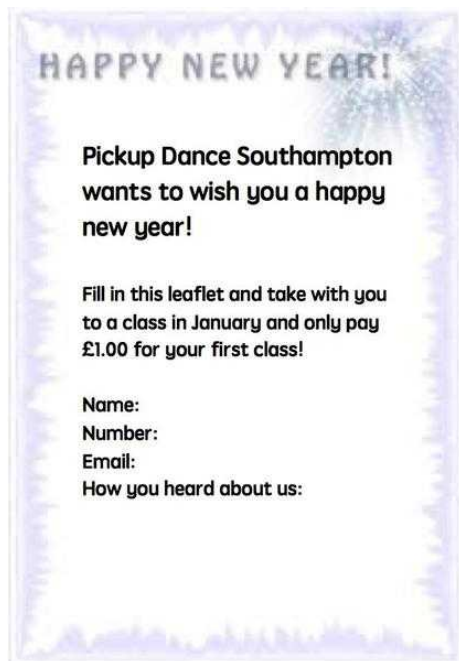 HAPPY NEW YEAR!
Pickup Dance Southampton
wants to wish you a happy
new year!
Fill in this leaflet and take with you
to a class in January and only pay
£1.00 for your first class!
Name:
Number:
Email:
How you heard about us: